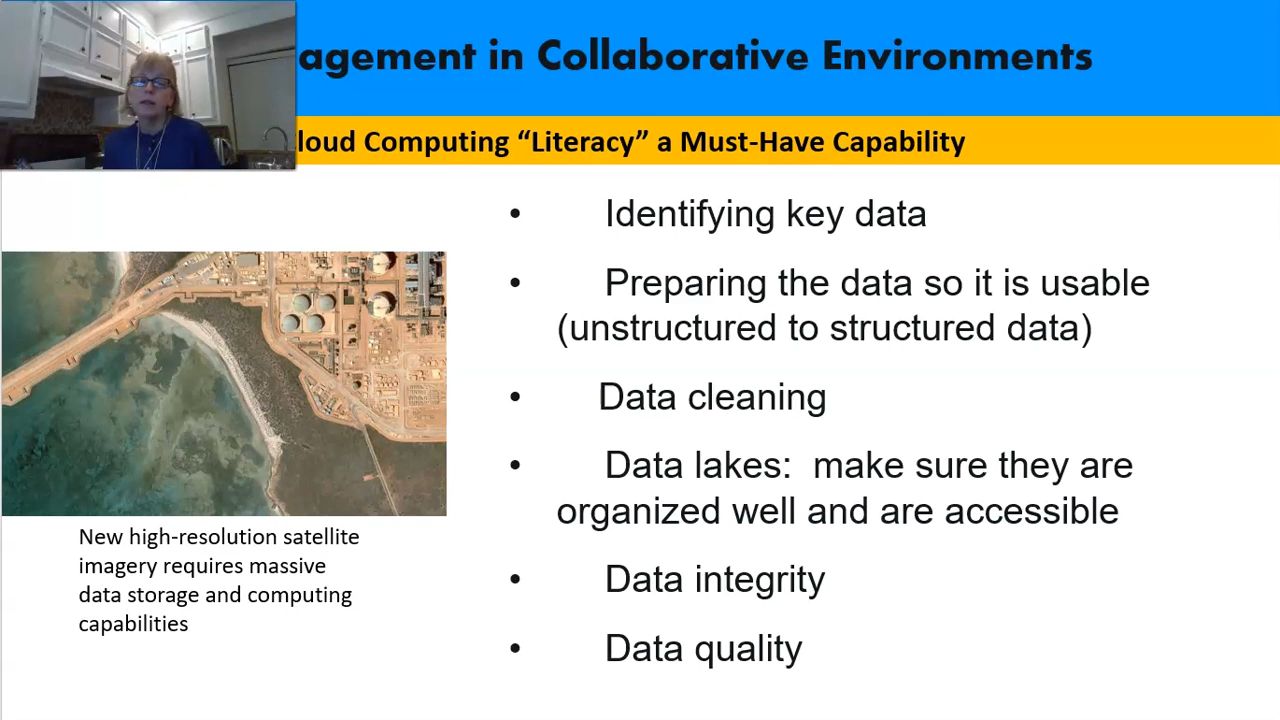 agement in Collaborative Environments
loud Computing “Literacy” a Must-Have Capability
• Identifying key data
• Preparing the data so it is usable
(unstructured to structured data)
• Data cleaning
• Data lakes: make sure they are
organized well and are accessible
• Data integrity
• Data quality
New high-resolution satellite
imagery requires massive
data storage and computing
capabilities